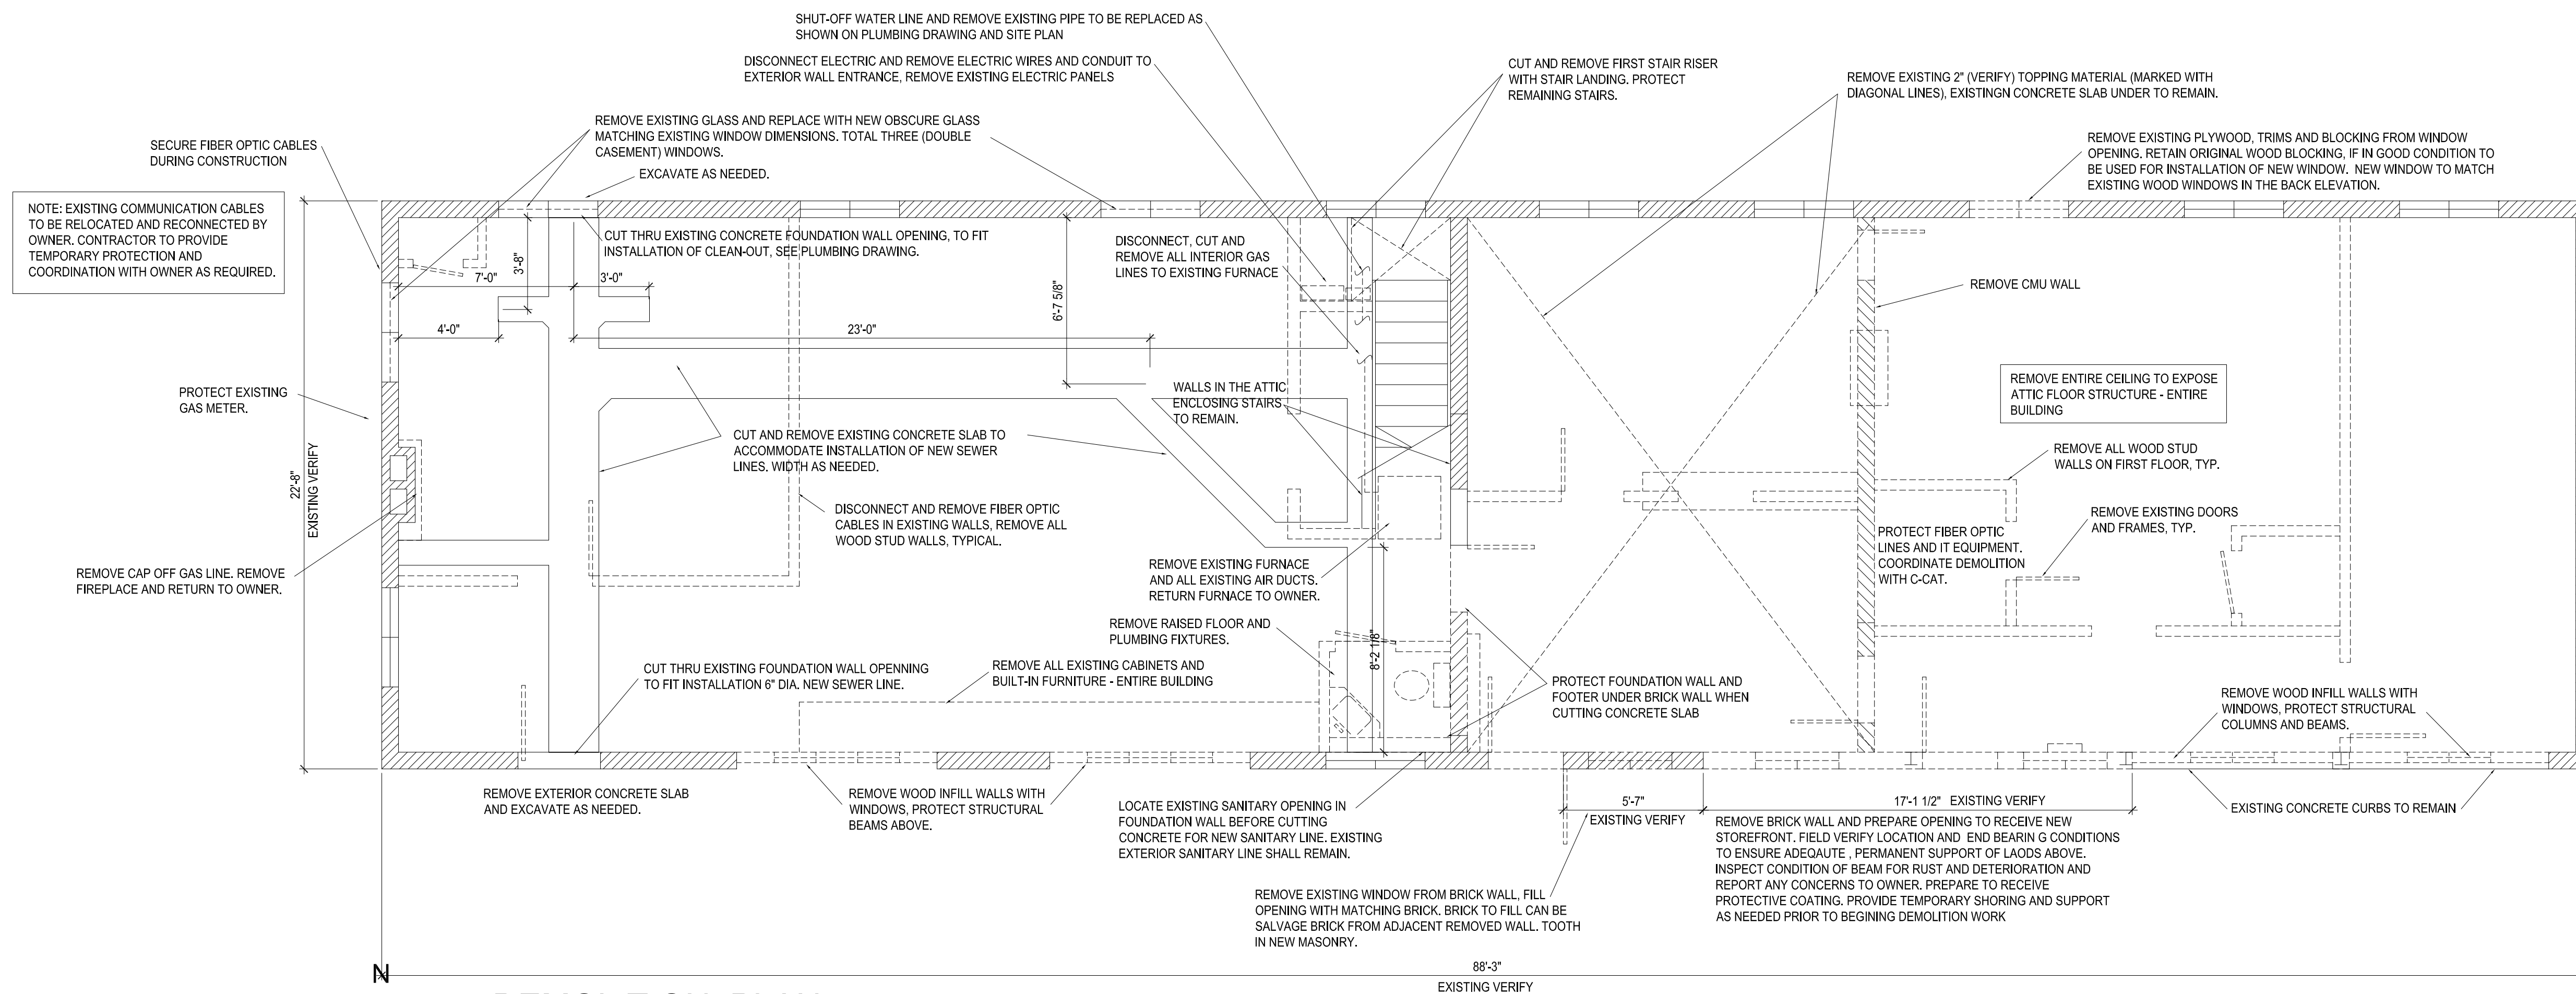 SHUT-OFF WATER LINE AND REMOVE EXISTING PIPE TO BE REPLACED AS
SHOWN ON PLUMBING DRAWING AND SITE PLAN
DISCONNECT ELECTRIC AND REMOVE ELECTRIC WIRES AND CONDUIT TO
EXTERIOR WALL ENTRANCE, REMOVE EXISTING ELECTRIC PANELS
CUT AND REMOVE FIRST STAIR RISER
WITH STAIR LANDING. PROTECT
REMAINING STAIRS.
REMOVE EXISTING 2" (VERIFY) TOPPING MATERIAL (MARKED WITH
DIAGONAL LINES), EXISTINGN CONCRETE SLAB UNDER TO REMAIN.
REMOVE EXISTING GLASS AND REPLACE WITH NEW OBSCURE GLASS
MATCHING EXISTING WINDOW DIMENSIONS. TOTAL THREE (DOUBLE
CASEMENT) WINDOWS.
SECURE FIBER OPTIC CABLES
DURING CONSTRUCTION
EXCAVATE AS NEEDED.
REMOVE EXISTING PLYWOOD, TRIMS AND BLOCKING FROM WINDOW
OPENING. RETAIN ORIGINAL WOOD BLOCKING, IF IN GOOD CONDITION TO
BE USED FOR INSTALLATION OF NEW WINDOW. NEW WINDOW TO MATCH
EXISTING WOOD WINDOWS IN THE BACK ELEVATION.
NOTE: EXISTING COMMUNICATION CABLES
TO BE RELOCATED AND RECONNECTED BY
OWNER. CONTRACTOR TO PROVIDE
TEMPORARY PROTECTION AND
COORDINATION WITH OWNER AS REQUIRED.
CUT THRU EXISTING CONCRETE FOUNDATION WALL OPENING, TO FIT
INSTALLATION OF CLEAN-OUT, SEE PLUMBING DRAWING.
DISCONNECT, CUT AND
REMOVE ALL INTERIOR GAS
LINES TO EXISTING FURNACE
7'-0"
3'-8"
3'-0"
6'-7 5/8"
REMOVE CMU WALL
4'-0"
23'-0"
PROTECT EXISTING
GAS METER.
WALLS IN THE ATTIC
ENCLOSING STAIRS
TO REMAIN.
REMOVE ENTIRE CEILING TO EXPOSE
ATTIC FLOOR STRUCTURE - ENTIRE
BUILDING
22'-8"
EXISTING VERIFY
CUT AND REMOVE EXISTING CONCRETE SLAB TO
ACCOMMODATE INSTALLATION OF NEW SEWER
LINES. WIDTH AS NEEDED.
REMOVE ALL WOOD STUD
WALLS ON FIRST FLOOR, TYP.
DISCONNECT AND REMOVE FIBER OPTIC
CABLES IN EXISTING WALLS, REMOVE ALL
WOOD STUD WALLS, TYPICAL.
REMOVE EXISTING DOORS
AND FRAMES, TYP.
PROTECT FIBER OPTIC
LINES AND IT EQUIPMENT.
COORDINATE DEMOLITION
WITH C-CAT.
REMOVE CAP OFF GAS LINE. REMOVE
FIREPLACE AND RETURN TO OWNER.
REMOVE EXISTING FURNACE
AND ALL EXISTING AIR DUCTS.
RETURN FURNACE TO OWNER.
REMOVE RAISED FLOOR AND
PLUMBING FIXTURES.
8'-2 1/8"
CUT THRU EXISTING FOUNDATION WALL OPENNING
TO FIT INSTALLATION 6" DIA. NEW SEWER LINE.
REMOVE ALL EXISTING CABINETS AND
BUILT-IN FURNITURE - ENTIRE BUILDING
PROTECT FOUNDATION WALL AND
FOOTER UNDER BRICK WALL WHEN
CUTTING CONCRETE SLAB
REMOVE WOOD INFILL WALLS WITH
WINDOWS, PROTECT STRUCTURAL
COLUMNS AND BEAMS.
REMOVE EXTERIOR CONCRETE SLAB
AND EXCAVATE AS NEEDED.
REMOVE WOOD INFILL WALLS WITH
WINDOWS, PROTECT STRUCTURAL
BEAMS ABOVE.
LOCATE EXISTING SANITARY OPENING IN
FOUNDATION WALL BEFORE CUTTING
CONCRETE FOR NEW SANITARY LINE. EXISTING
EXTERIOR SANITARY LINE SHALL REMAIN.
5'-7"
EXISTING VERIFY
17'-1 1/2" EXISTING VERIFY
EXISTING CONCRETE CURBS TO REMAIN
REMOVE BRICK WALL AND PREPARE OPENING TO RECEIVE NEW
STOREFRONT. FIELD VERIFY LOCATION AND END BEARIN G CONDITIONS
TO ENSURE ADEQAUTE , PERMANENT SUPPORT OF LAODS ABOVE.
INSPECT CONDITION OF BEAM FOR RUST AND DETERIORATION AND
REPORT ANY CONCERNS TO OWNER. PREPARE TO RECEIVE
PROTECTIVE COATING. PROVIDE TEMPORARY SHORING AND SUPPORT
AS NEEDED PRIOR TO BEGINING DEMOLITION WORK
REMOVE EXISTING WINDOW FROM BRICK WALL, FILL
OPENING WITH MATCHING BRICK. BRICK TO FILL CAN BE
SALVAGE BRICK FROM ADJACENT REMOVED WALL. TOOTH
IN NEW MASONRY.
N
88'-3"
EXISTING VERIFY